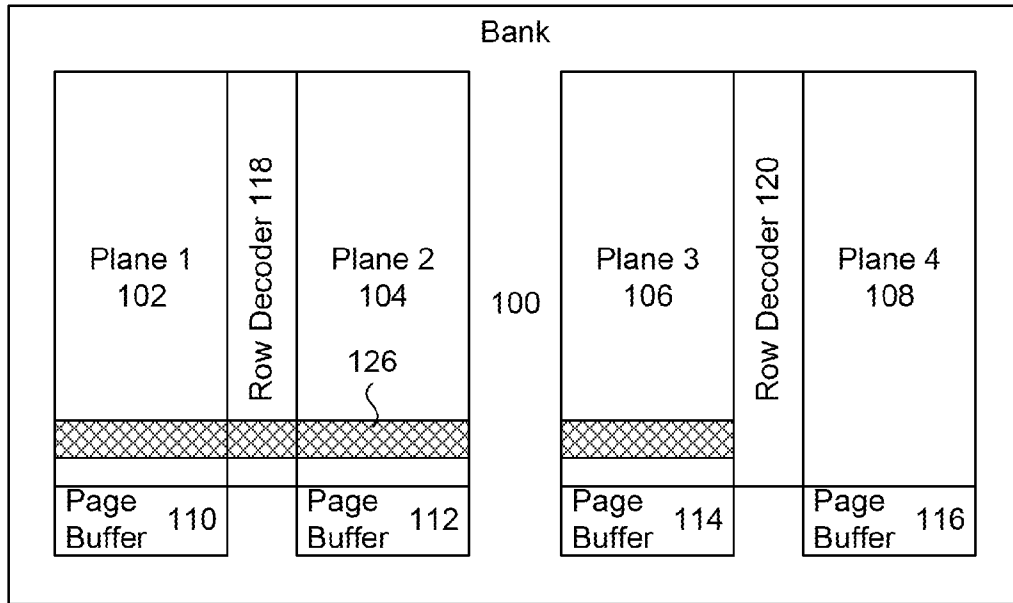 Bank
Plane 1
102
Row Decoder 118
Plane 2
104
100
Plane 3
106
Row Decoder 120
Plane 4
108
126
Page
Buffer 110
Page
Buffer 112
Page
Buffer 114
Page
Buffer 116